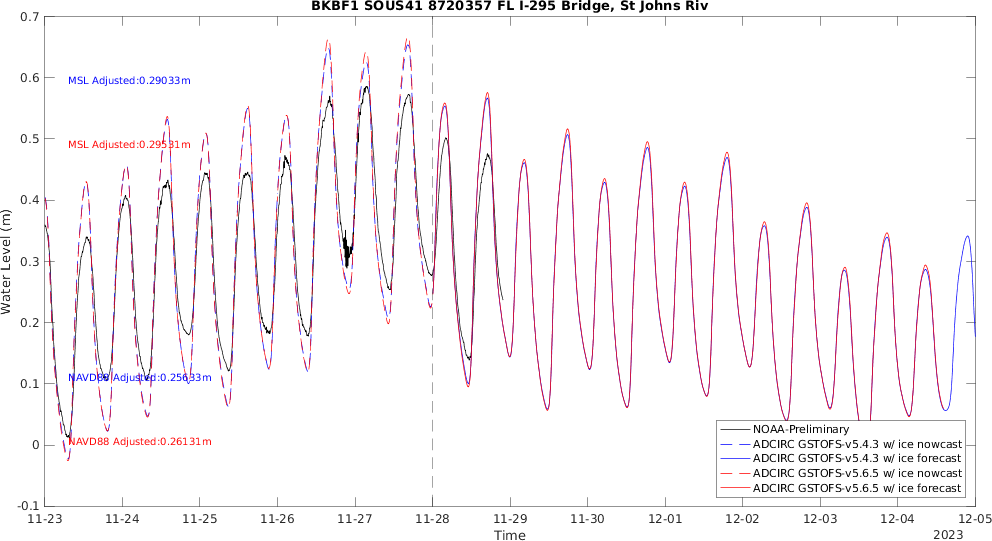 BKBF1 SOUS41 8720357 FL I-295 Bridge, St Johns Riv
0.7
0.6
0.5
0.4
0.3
0.2
0.1
0
-0.1
Water Level (m)
MSL Adjusted:0.29033m
MSL Adjusted:0.29531m
NAVD88 Adjusted:0.25633m
NAVD88 Adjusted:0.26131m
NOAA-Preliminary
ADCIRC GSTOFS-v5.4.3 w/ ice nowcast
ADCIRC GSTOFS-v5.4.3 w/ ice forecast
ADCIRC GSTOFS-v5.6.5 w/ ice nowcast
ADCIRC GSTOFS-v5.6.5 w/ ice forecast
11-23 11-24 11-25 11-26 11-27 11-28 11-29 11-30 12-01 12-02 12-03 12-04 12-05
Time
2023